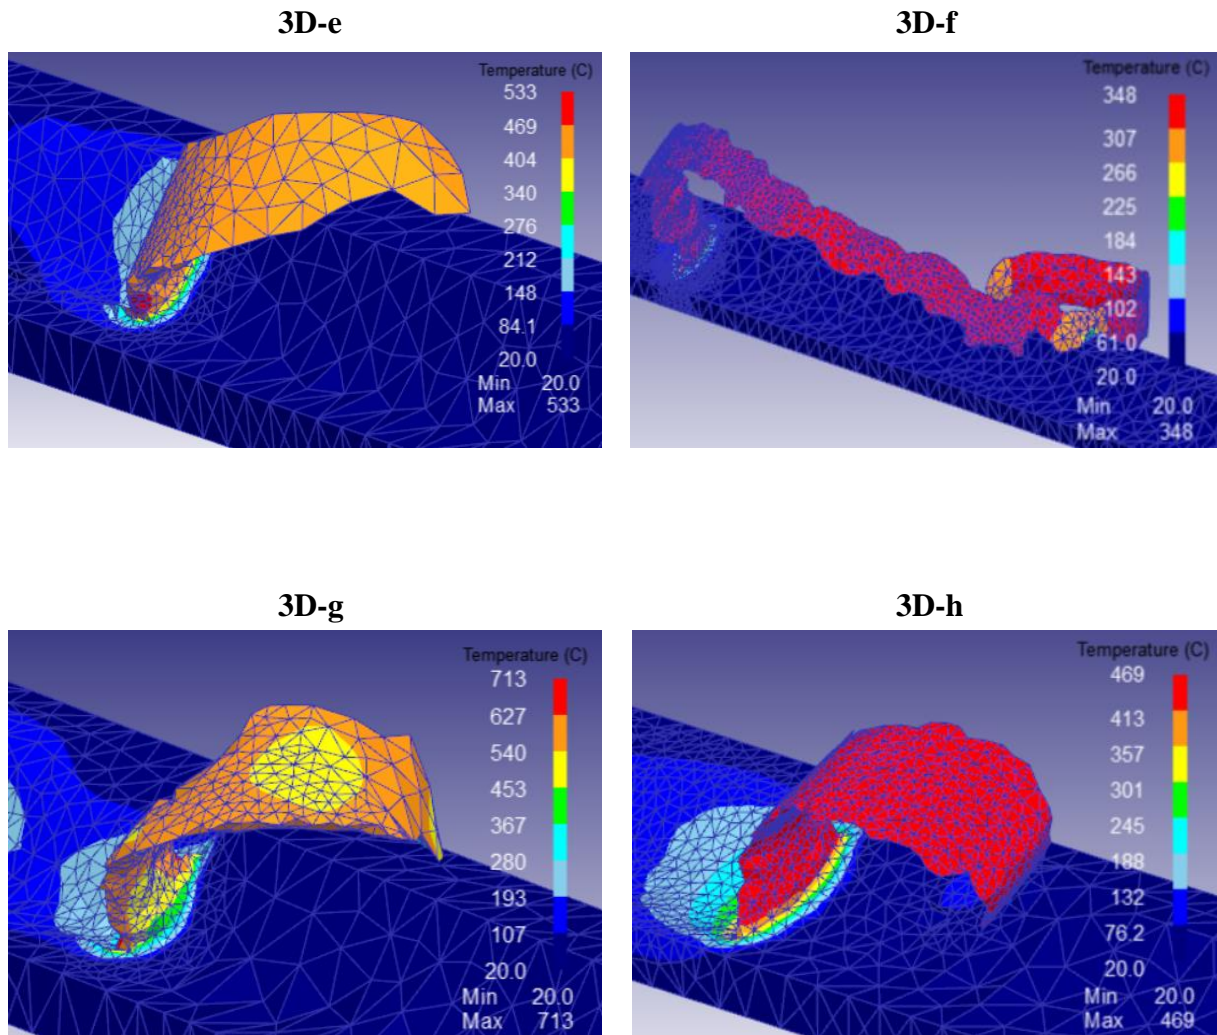 3D-e
Temperature (C)
533
469
404
340
276
212
148
84.1
20.0
Min 20.0
Max 533
3D-f
Temperature (C)
348
307
266
225
184
143
102
61.0
20.0
Min 20.0
Max 348
3D-g
Temperature (C)
713
627
540
453
367
280
193
107
20.0
Min 20.0
Max 713
3D-h
Temperature (C)
469
413
357
301
245
188
132
76.2
20.0
Min 20.0
Max 469